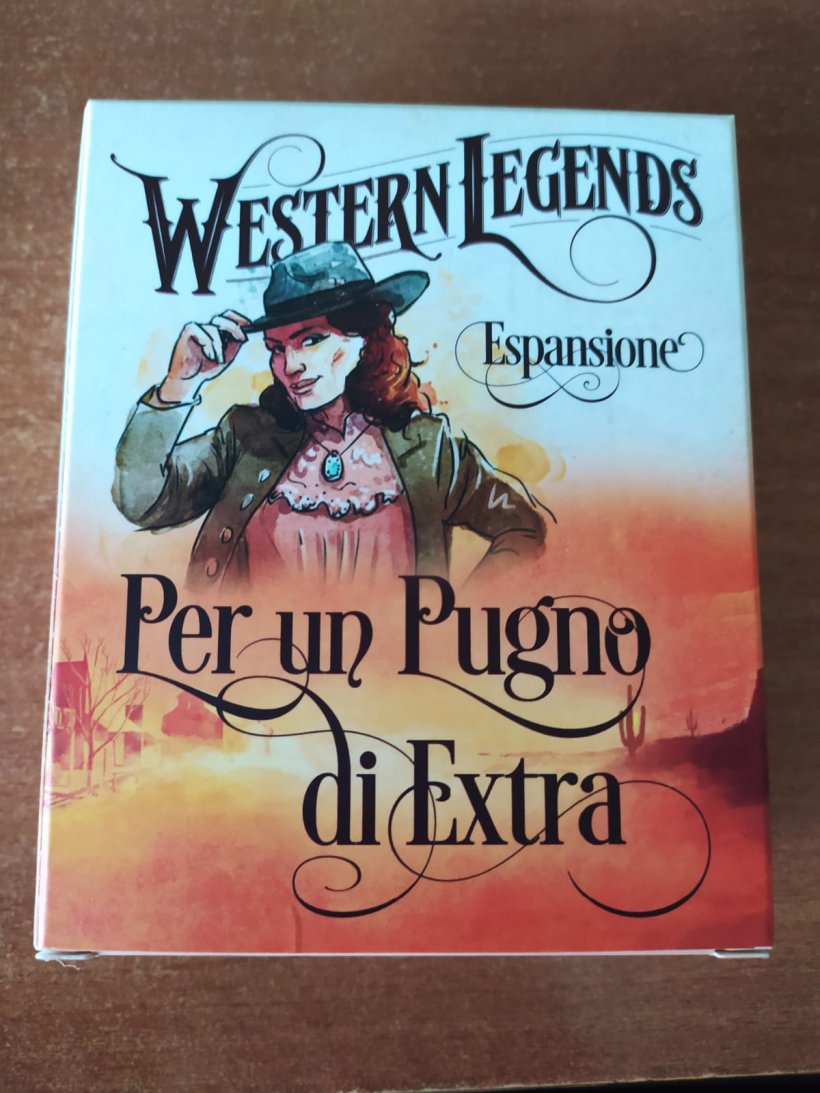 Western Legends
Espansione
Per un Pugno
di Extra